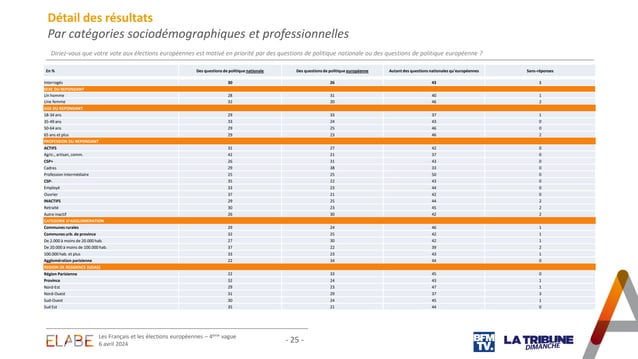 Détail des résultats
Par catégories sociodémographiques et professionnelles
Diriez-vous que votre vote aux élections européennes est motivé en priorité par des questions de politique nationale ou des questions de politique européenne ?
En % Des questions de politique nationale Des questions de politique européenne Autant des questions nationales qu'européennes Sans-réponses
Interrogés 30 26 43 1
SEXE DU REPONDANT
Un homme 28 31 40 1
Une femme 32 20 46 2
AGE DU REPONDANT
18-34 ans 29 33 37 1
35-49 ans 33 24 43 0
50-64 ans 29 25 46 0
65 ans et plus 29 23 46 2
PROFESSION DU REPONDANT
ACTIFS 31 27 42 0
Agric., artisan, comm. 42 21 37 0
CSP+ 26 31 43 0
Cadres 29 38 33 0
Profession Intermédiaire 25 25 50 0
CSP- 35 22 43 0
Employé 33 23 44 0
Ouvrier 37 21 42 0
INACTIFS 29 25 44 2
Retraité 30 23 45 2
Autre inactif 26 30 42 2
CATEGORIE D'AGGLOMERATION
Communes rurales 29 24 46 1
Communes urb. de province 32 25 42 1
De 2.000 à moins de 20.000 hab. 27 30 42 1
De 20.000 à moins de 100.000 hab. 37 22 39 2
100.000 hab. et plus 33 23 43 1
Agglomération parisienne 22 34 44 0
REGION DE RESIDENCE (UDA5)
Région Parisienne 22 33 45 0
Province 32 24 43 1
Nord-Est 29 23 47 1
Nord-Ouest 31 29 37 3
Sud-Ouest 30 24 45 1
Sud Est 35 21 44 0
ELABE
Les Français et les élections européennes – 4ème vague
6 avril 2024
- 25 -
BFM
TV.
LA TRIBUNE
DIMANCHE